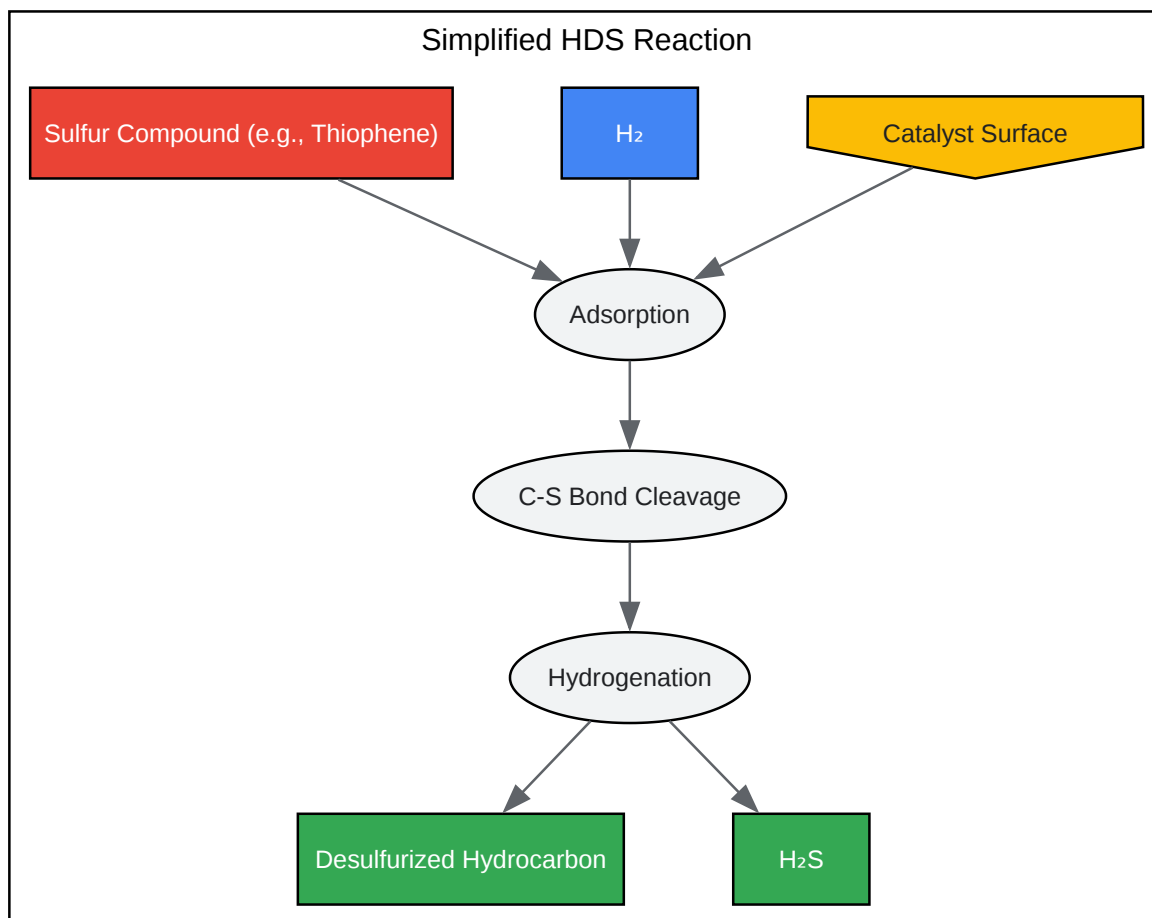 Simplified HDS Reaction
Sulfur Compound (e.g., Thiophene)
H₂
Catalyst Surface
Adsorption
C-S Bond Cleavage
Hydrogenation
Desulfurized Hydrocarbon
H₂S